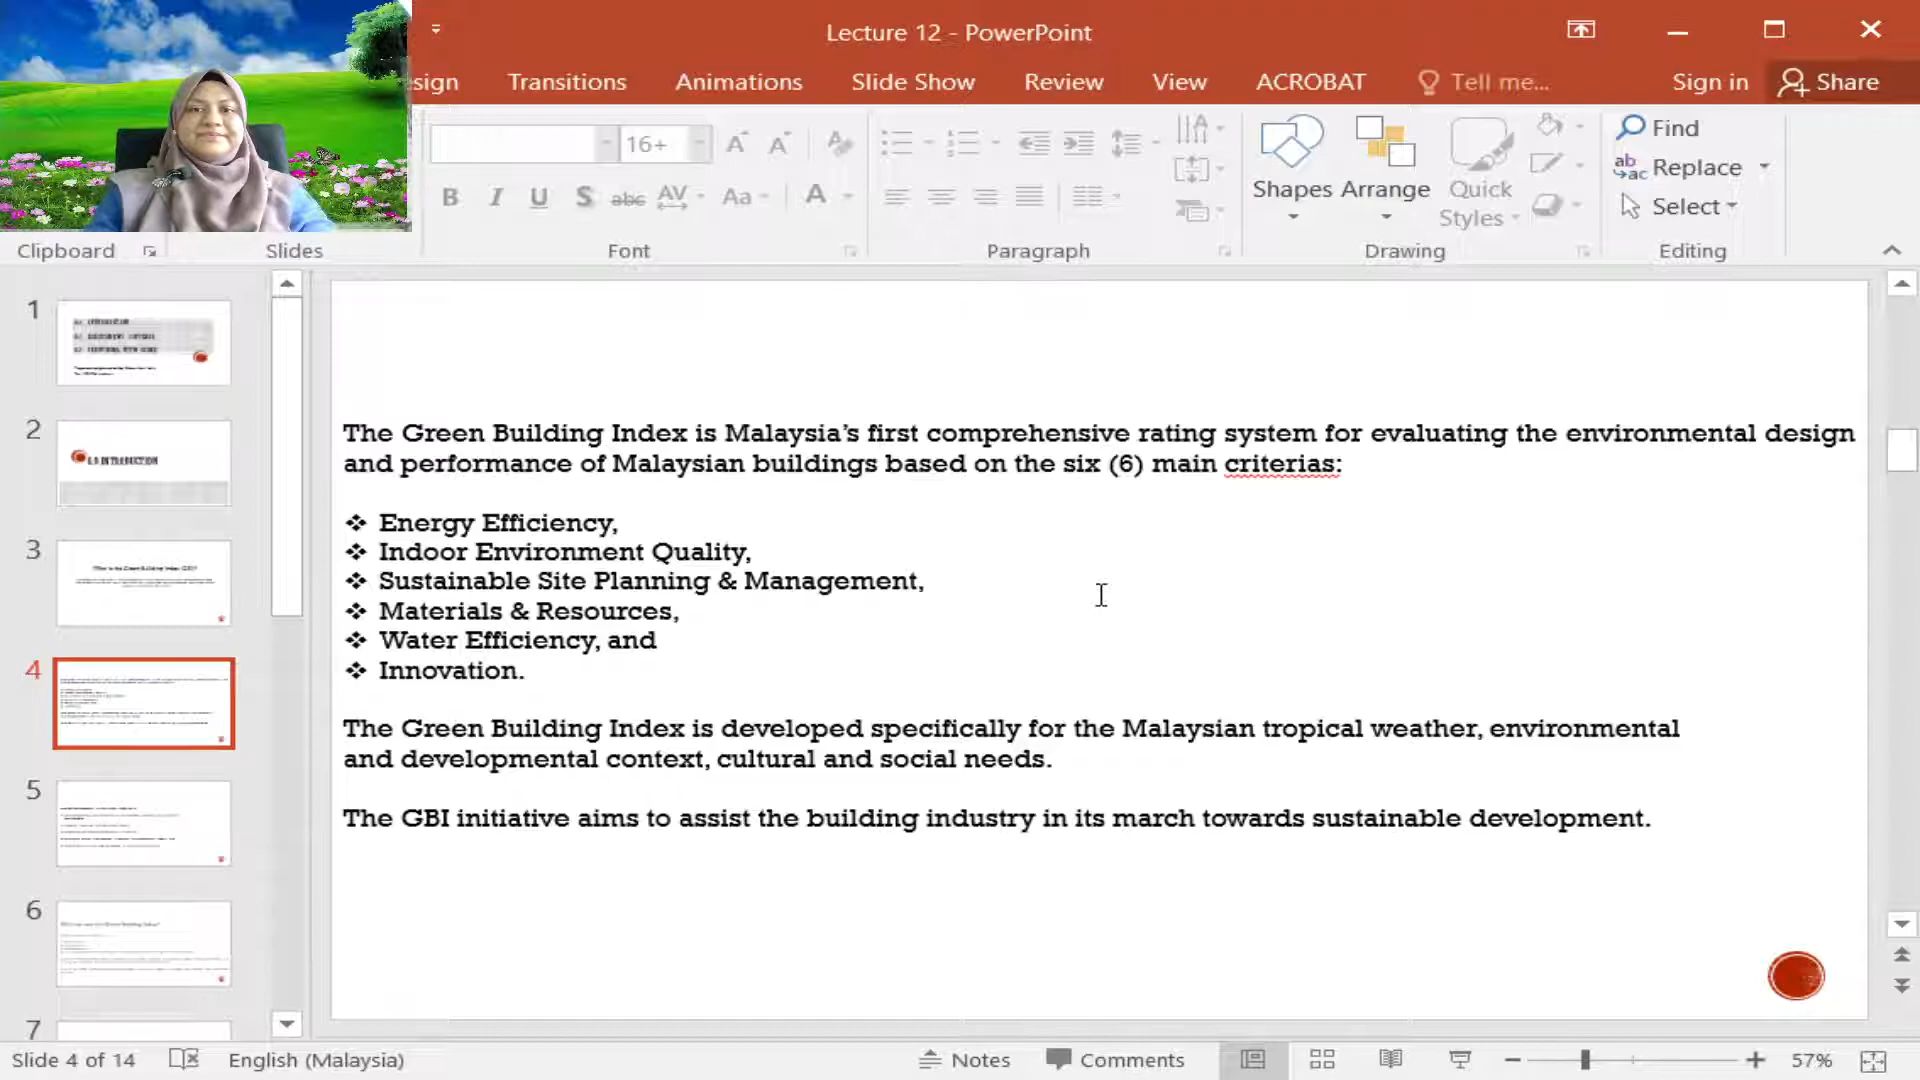 Lecture 12 - PowerPoint
Transitions Animations Slide Show Review View ACROBAT Tell me... Sign in Share
16+
B I U S abc AV Aa A
Shapes Arrange Quick Styles
Find
Replace
Select
Clipboard Slides Font Paragraph Drawing Editing
The Green Building Index is Malaysia's first comprehensive rating system for evaluating the environmental design
and performance of Malaysian buildings based on the six (6) main criterias:
❖ Energy Efficiency,
❖ Indoor Environment Quality,
❖ Sustainable Site Planning & Management,
❖ Materials & Resources,
❖ Water Efficiency, and
❖ Innovation.
The Green Building Index is developed specifically for the Malaysian tropical weather, environmental
and developmental context, cultural and social needs.
The GBI initiative aims to assist the building industry in its march towards sustainable development.
1
2
3
4
5
6
7
Slide 4 of 14 English (Malaysia) Notes Comments 57%